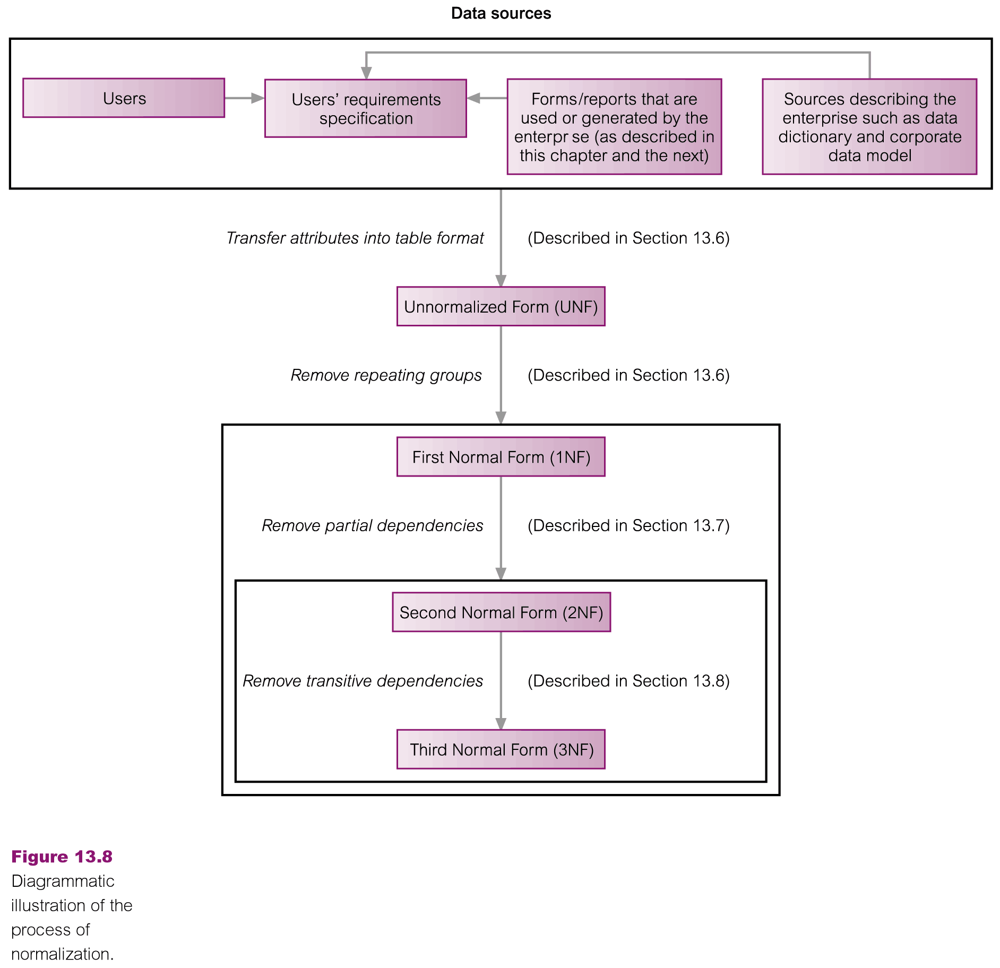 Data sources
Users
Users’ requirements
specification
Forms/reports that are
used or generated by the
enterpr se (as described in
this chapter and the next)
Sources describing the
enterprise such as data
dictionary and corporate
data model
Transfer attributes into table format
(Described in Section 13.6)
Unnormalized Form (UNF)
Remove repeating groups
(Described in Section 13.6)
First Normal Form (1NF)
Remove partial dependencies
(Described in Section 13.7)
Second Normal Form (2NF)
Remove transitive dependencies
(Described in Section 13.8)
Third Normal Form (3NF)
Figure 13.8
Diagrammatic
illustration of the
process of
normalization.